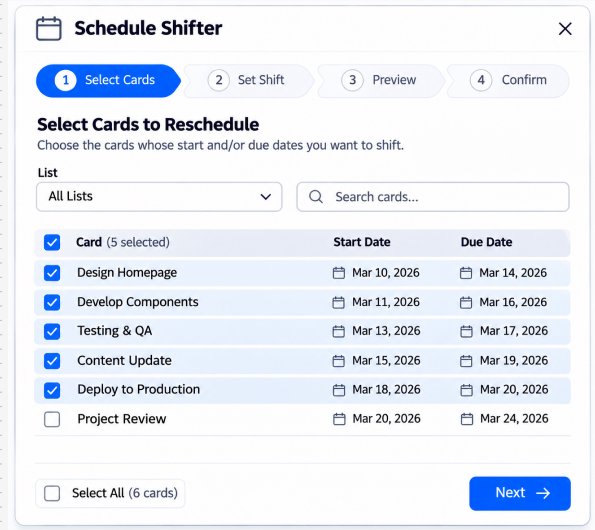 Schedule Shifter
1 Select Cards 2 Set Shift 3 Preview 4 Confirm
Select Cards to Reschedule
Choose the cards whose start and/or due dates you want to shift.
List
All Lists Search cards...
Card (5 selected) Start Date Due Date
Design Homepage Mar 10, 2026 Mar 14, 2026
Develop Components Mar 11, 2026 Mar 16, 2026
Testing & QA Mar 13, 2026 Mar 17, 2026
Content Update Mar 15, 2026 Mar 19, 2026
Deploy to Production Mar 18, 2026 Mar 20, 2026
Project Review Mar 20, 2026 Mar 24, 2026
Select All (6 cards) Next